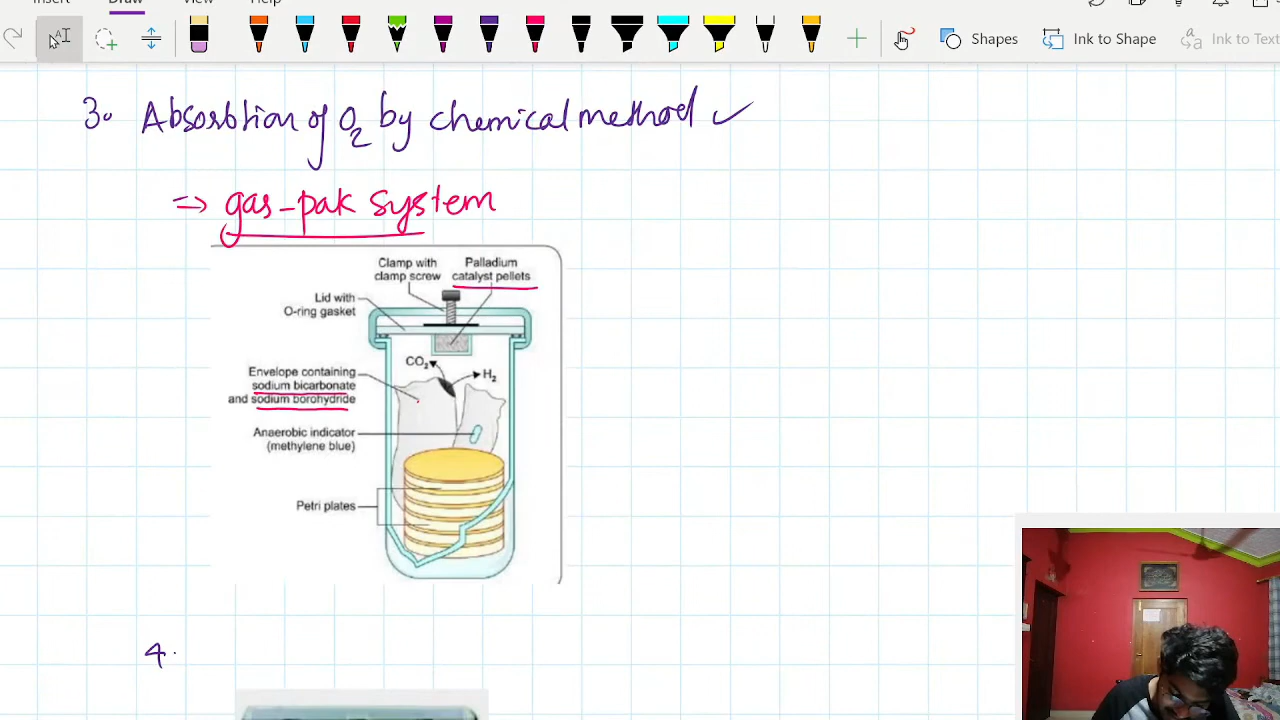 Insert Draw View Help
Shapes Ink to Shape Ink to Text
3. Absorbtion of O2 by chemical method ✓
=> gas-pak system
Clamp with
clamp screw
Palladium
catalyst pellets
Lid with
O-ring gasket
CO2
H2
Envelope containing
sodium bicarbonate
and sodium borohydride
Anaerobic indicator
(methylene blue)
Petri plates
4.